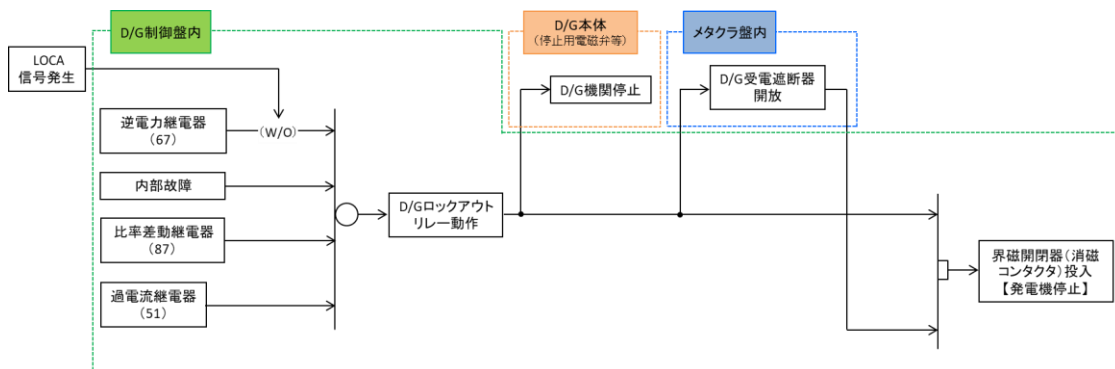 D/G制御盤内
D/G本体
（停止用電磁弁等）
メタクラ盤内
LOCA
信号発生
D/G機関停止
D/G受電遮断器
開放
逆電力継電器
（67）
（W/O）
内部故障
D/Gロックアウト
リレー動作
比率差動継電器
（87）
過電流継電器
（51）
界磁開閉器（消磁
コンタクタ）投入
【発電機停止】